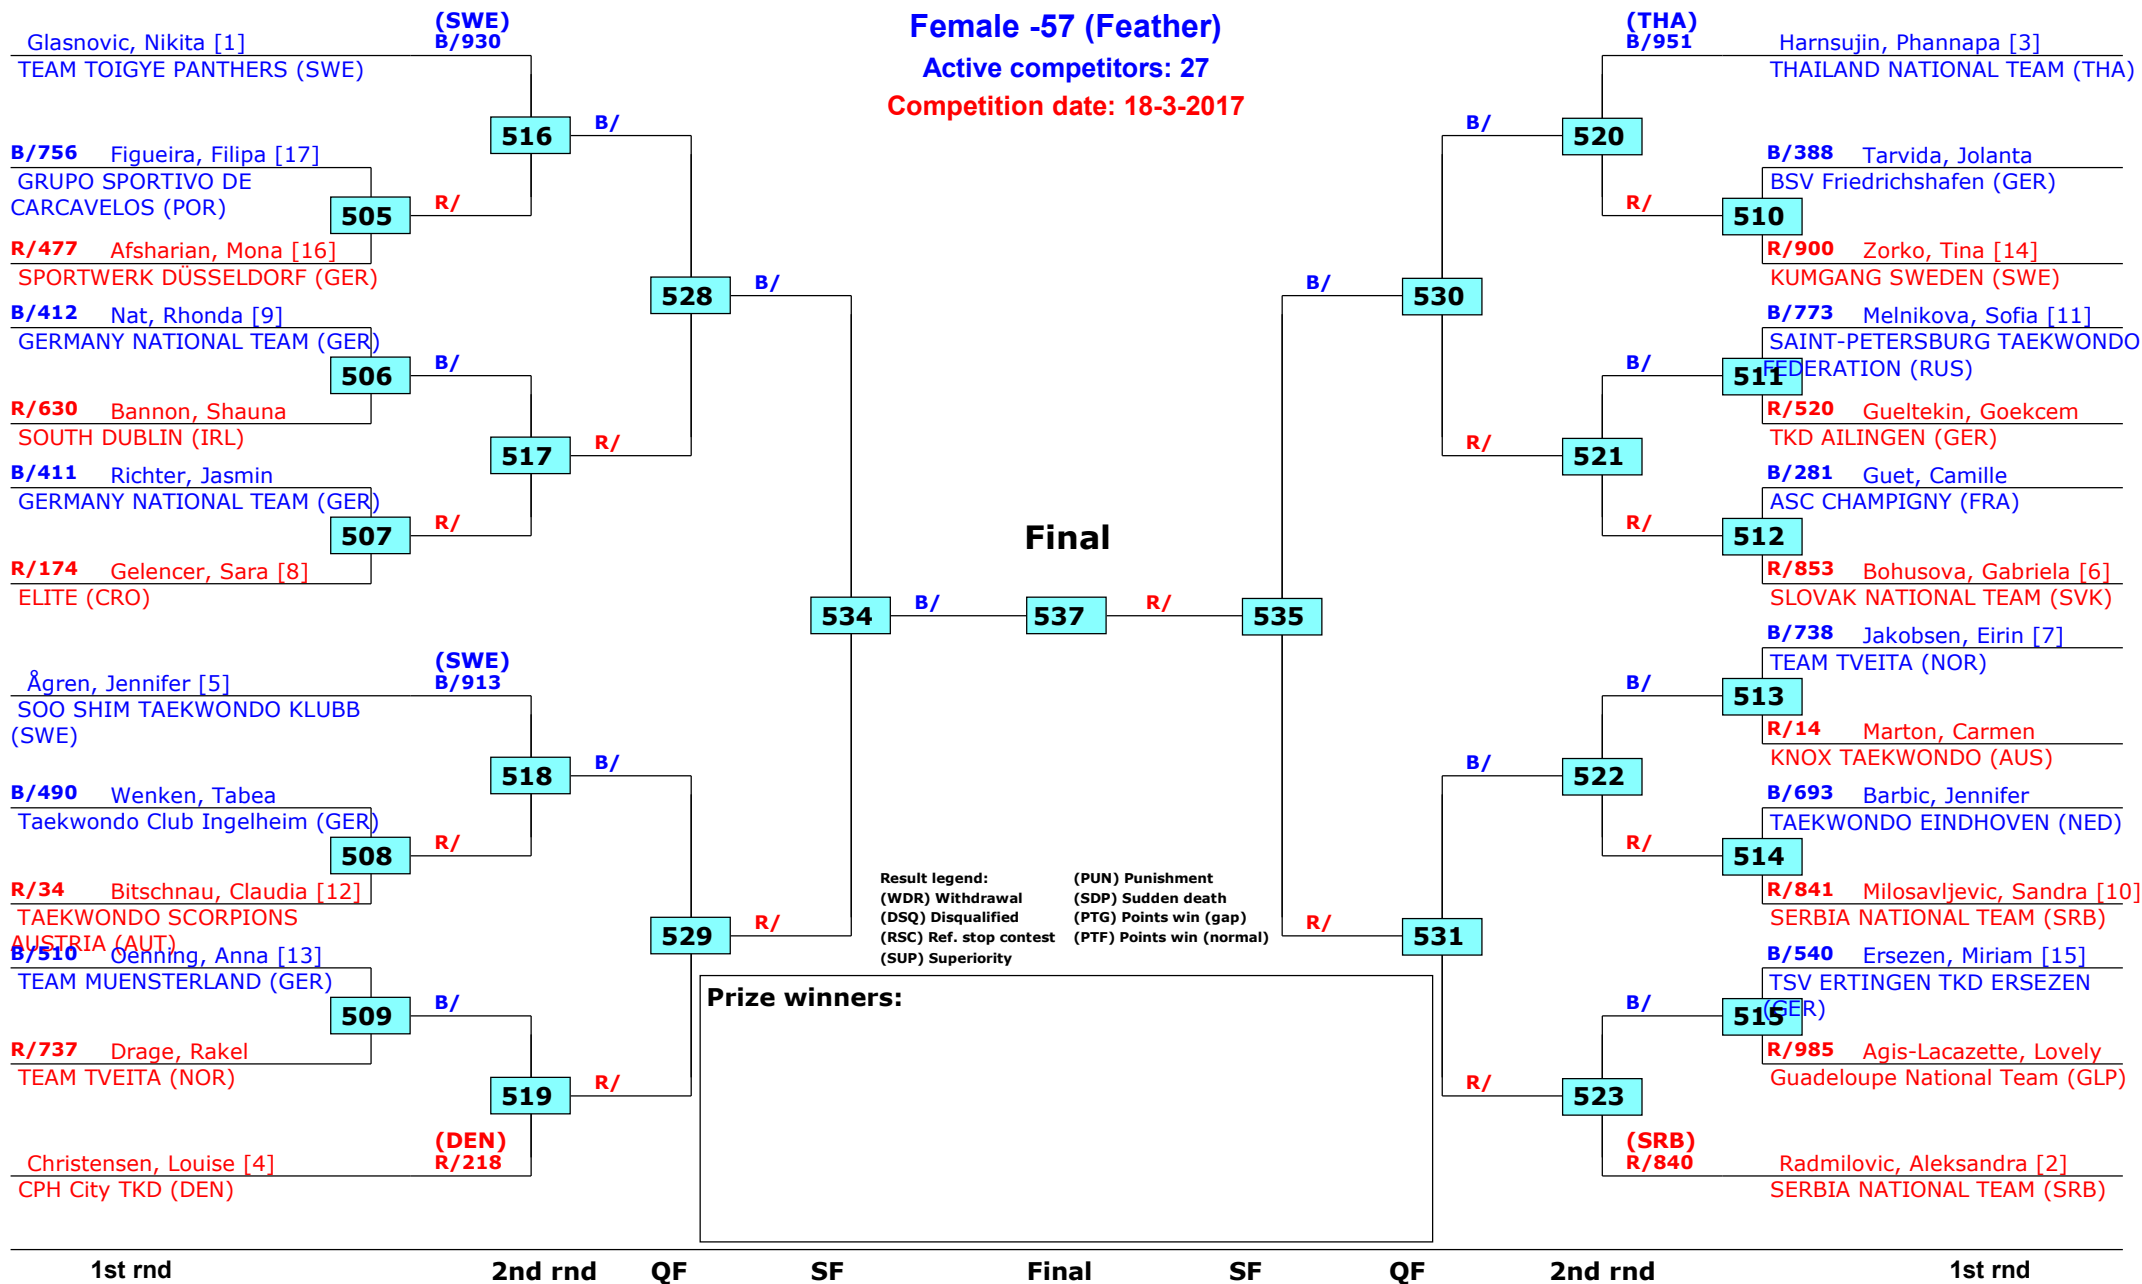 Female -57 (Feather)
Active competitors: 27
Competition date: 18-3-2017
(SWE)
Glasnovic, Nikita [1] B/930
TEAM TOIGYE PANTHERS (SWE)
516
B/
B/756 Figueira, Filipa [17]
GRUPO SPORTIVO DE
CARCAVELOS (POR)
505
R/
R/477 Afsharian, Mona [16]
SPORTWERK DÜSSELDORF (GER)
528
B/
B/412 Nat, Rhonda [9]
GERMANY NATIONAL TEAM (GER)
506
B/
R/630 Bannon, Shauna
SOUTH DUBLIN (IRL)
517
R/
B/411 Richter, Jasmin
GERMANY NATIONAL TEAM (GER)
507
R/
R/174 Gelencer, Sara [8]
ELITE (CRO)
534
B/
(SWE)
Ågren, Jennifer [5] B/913
SOO SHIM TAEKWONDO KLUBB
(SWE)
518
B/
B/490 Wenken, Tabea
Taekwondo Club Ingelheim (GER)
508
R/
R/34 Bitschnau, Claudia [12]
TAEKWONDO SCORPIONS
AUSTRIA (AUT)
529
R/
B/510 Oenning, Anna [13]
TEAM MUENSTERLAND (GER)
509
B/
R/737 Drage, Rakel
TEAM TVEITA (NOR)
519
R/
(DEN)
Christensen, Louise [4] R/218
CPH City TKD (DEN)
Final
537
R/
535
(THA)
B/951 Harnsujin, Phannapa [3]
THAILAND NATIONAL TEAM (THA)
B/
520
B/388 Tarvida, Jolanta
BSV Friedrichshafen (GER)
R/
510
R/900 Zorko, Tina [14]
KUMGANG SWEDEN (SWE)
B/
530
B/773 Melnikova, Sofia [11]
SAINT-PETERSBURG TAEKWONDO
FEDERATION (RUS)
B/
511
R/520 Gueltekin, Goekcem
TKD AILINGEN (GER)
R/
521
B/281 Guet, Camille
ASC CHAMPIGNY (FRA)
R/
512
R/853 Bohusova, Gabriela [6]
SLOVAK NATIONAL TEAM (SVK)
B/738 Jakobsen, Eirin [7]
TEAM TVEITA (NOR)
B/
513
R/14 Marton, Carmen
KNOX TAEKWONDO (AUS)
B/
522
B/693 Barbic, Jennifer
TAEKWONDO EINDHOVEN (NED)
R/
514
R/841 Milosavljevic, Sandra [10]
SERBIA NATIONAL TEAM (SRB)
R/
531
B/540 Ersezen, Miriam [15]
TSV ERTINGEN TKD ERSEZEN
(GER)
B/
515
R/985 Agis-Lacazette, Lovely
Guadeloupe National Team (GLP)
R/
523
(SRB)
R/840 Radmilovic, Aleksandra [2]
SERBIA NATIONAL TEAM (SRB)
Result legend: (PUN) Punishment
(WDR) Withdrawal (SDP) Sudden death
(DSQ) Disqualified (PTG) Points win (gap)
(RSC) Ref. stop contest (PTF) Points win (normal)
(SUP) Superiority
Prize winners:
1st rnd 2nd rnd QF SF Final SF QF 2nd rnd 1st rnd